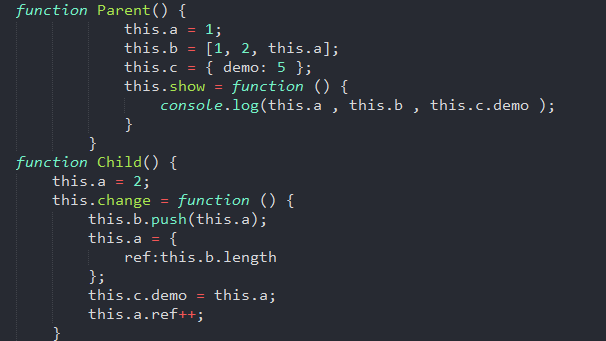 function Parent() {
this.a = 1;
this.b = [1, 2, this.a];
this.c = { demo: 5 };
this.show = function () {
console.log(this.a , this.b , this.c.demo );
}
}
function Child() {
this.a = 2;
this.change = function () {
this.b.push(this.a);
this.a = {
ref:this.b.length
};
this.c.demo = this.a;
this.a.ref++;
}